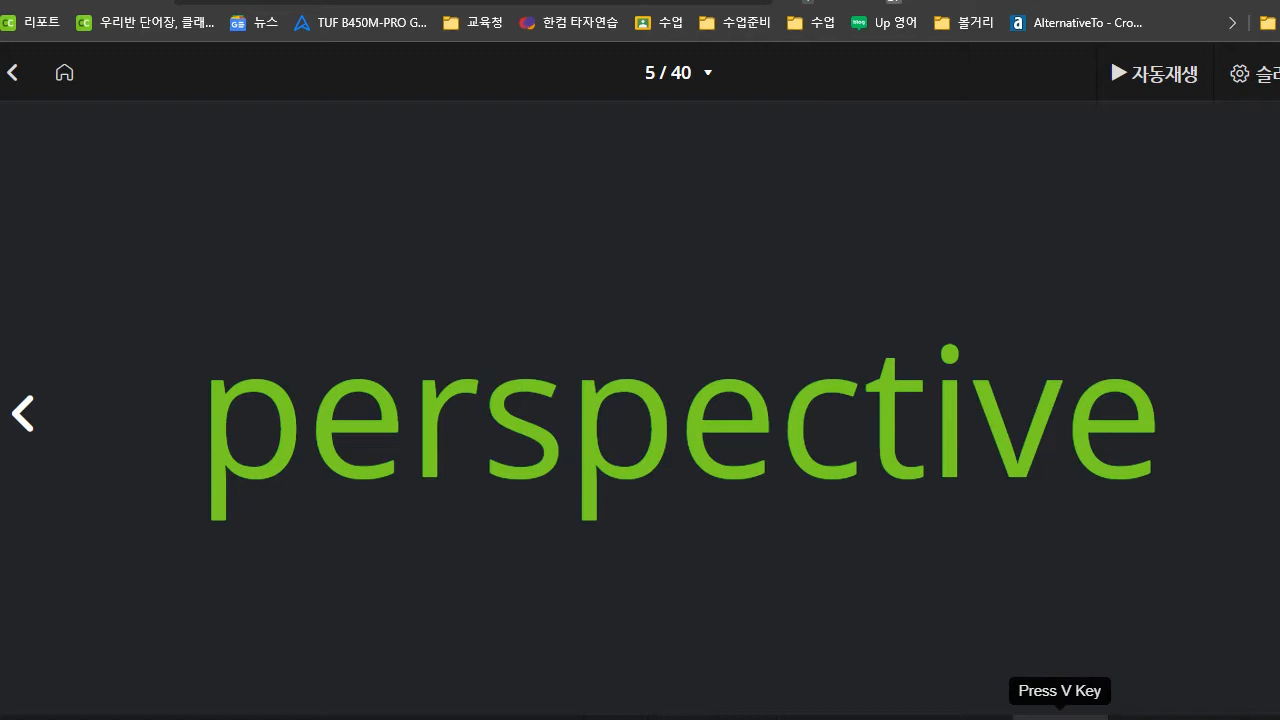 리포트 우리반 단어장, 클래... 뉴스 TUF B450M-PRO G... 교육청 한컴 타자연습 수업 수업준비 수업 Up 영어 볼거리 AlternativeTo - Cro...
5 / 40 자동재생
perspective
Press V Key